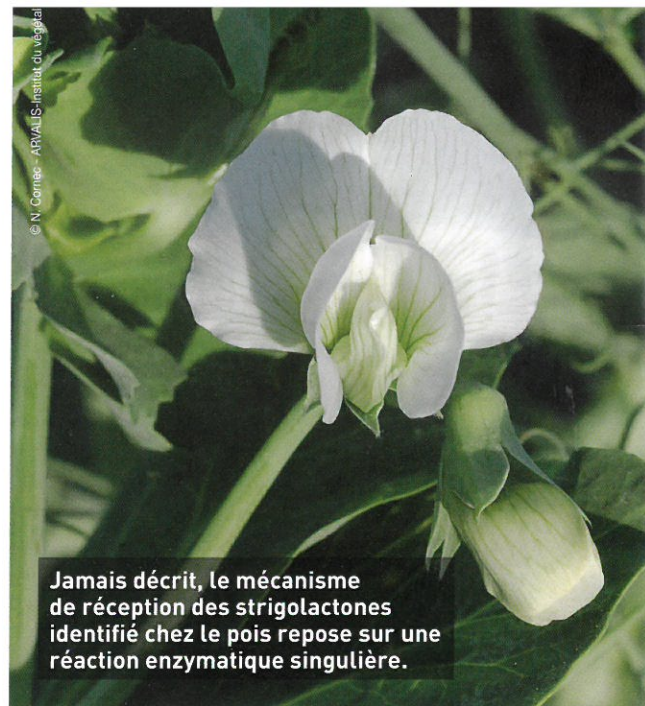 © N. Cornec - ARVALIS-Institut du végétal
Jamais décrit, le mécanisme
de réception des strigolactones
identifié chez le pois repose sur une
réaction enzymatique singulière.